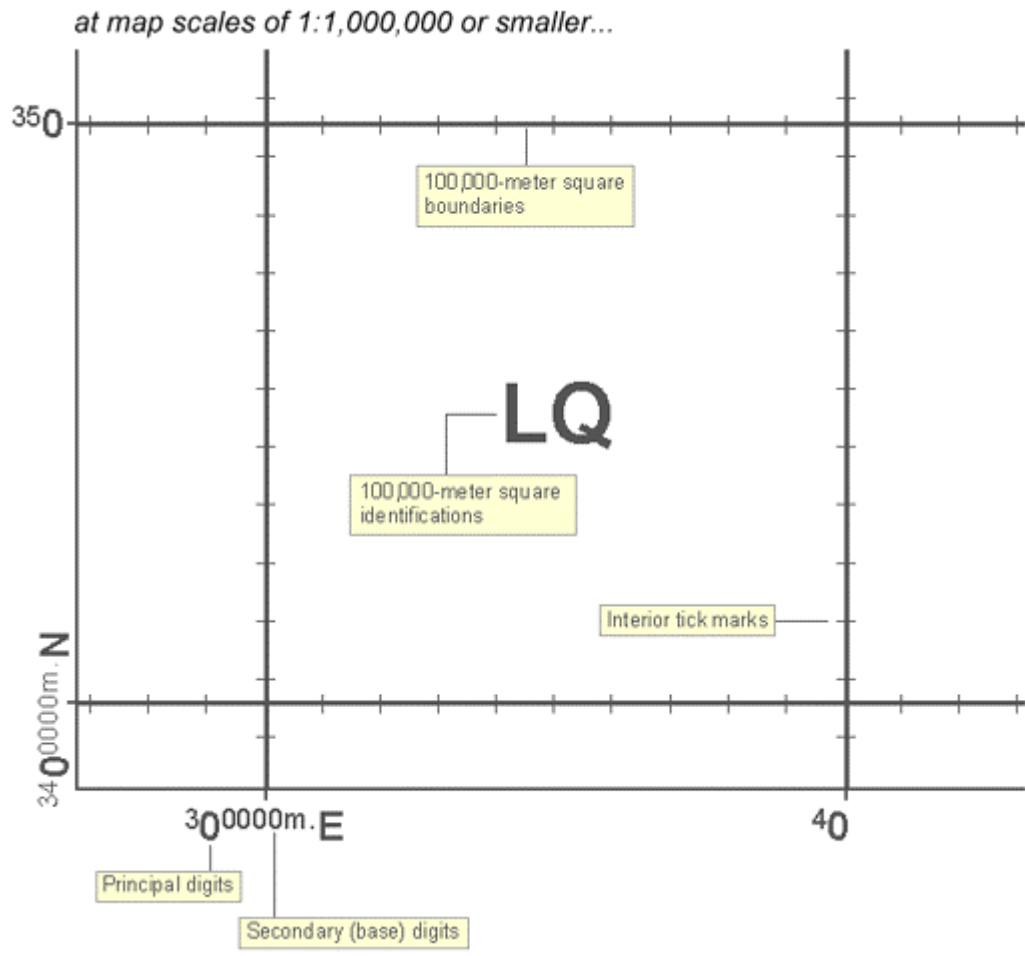 at map scales of 1:1,000,000 or smaller...
350
100,000-meter square
boundaries
LQ
100,000-meter square
identifications
Interior tick marks
3400000m. N
300000m. E
40
Principal digits
Secondary (base) digits